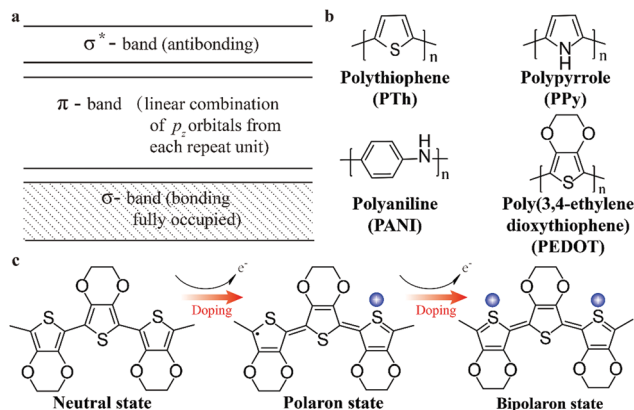 a
σ*- band (antibonding)
π - band (linear combination
of pz orbitals from
each repeat unit)
σ- band (bonding
fully occupied)
b
S
n
Polythiophene
(PTh)
N
H
n
Polypyrrole
(PPy)
H
N
n
Polyaniline
(PANI)
O O
S
n
Poly(3,4-ethylene
dioxythiophene)
(PEDOT)
c
e-
Doping
e-
Doping
O O
S S
S
O O O O
Neutral state
O O
+
S S
S
O O O O
Polaron state
O O
+ +
S S
S
O O O O
Bipolaron state